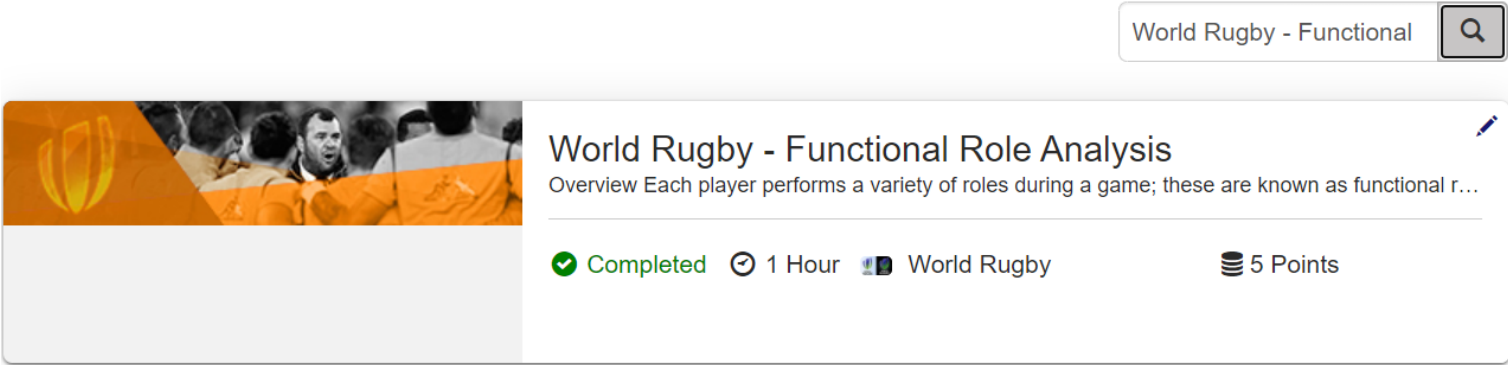 World Rugby - Functional
World Rugby - Functional Role Analysis
Overview Each player performs a variety of roles during a game; these are known as functional r…
Completed 1 Hour World Rugby 5 Points